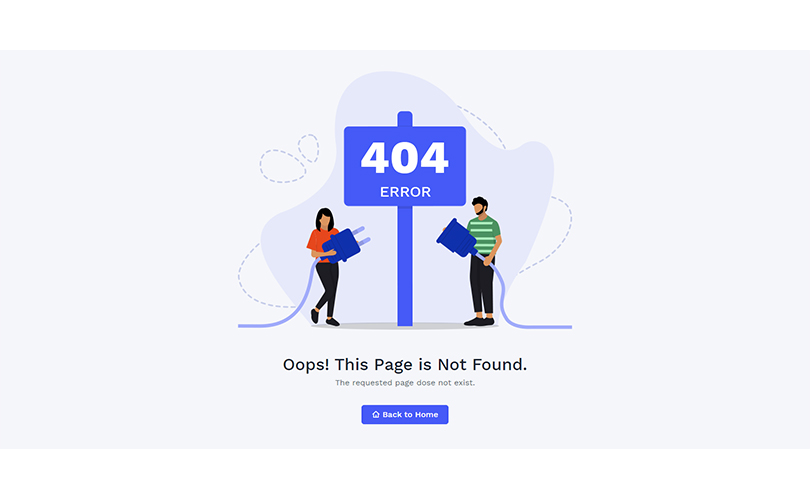 404
ERROR
Oops! This Page is Not Found.
The requested page dose not exist.
Back to Home